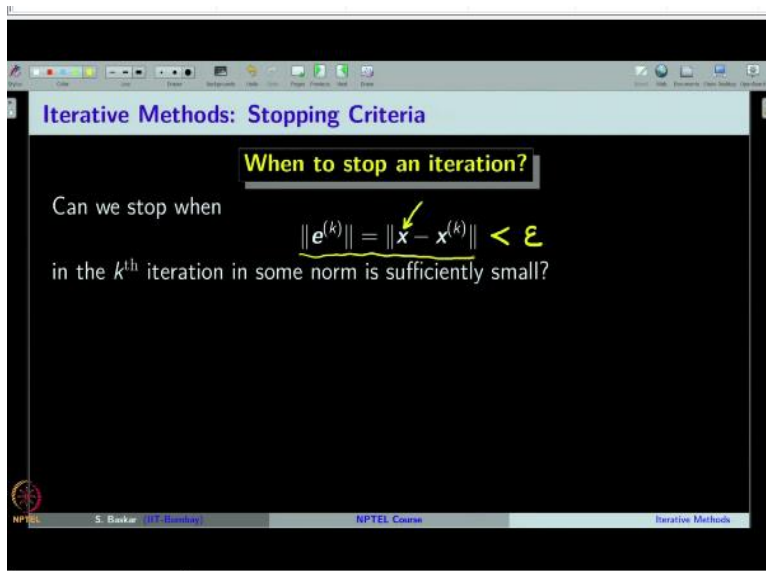 Iterative Methods: Stopping Criteria
When to stop an iteration?
Can we stop when
‖e^(k)‖ = ‖x − x^(k)‖ < ε
in the k^th iteration in some norm is sufficiently small?
NPTEL S. Baskar (IIT-Bombay) NPTEL Course Iterative Methods